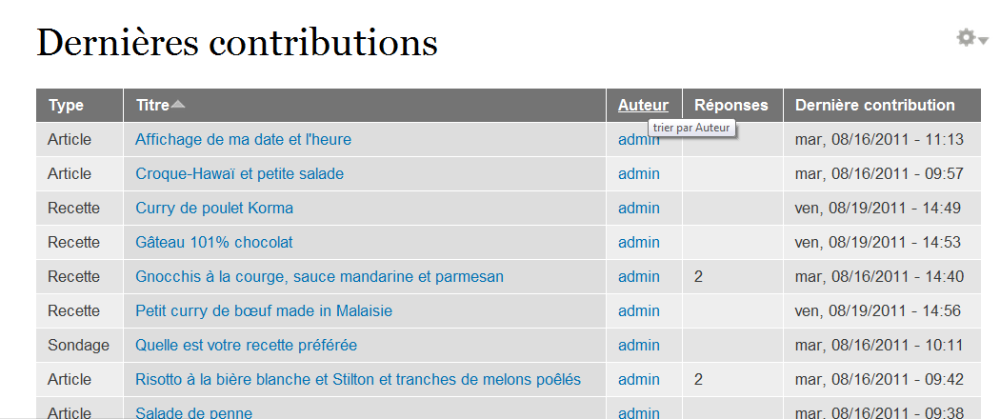 Dernières contributions
Type Titre Auteur Réponses Dernière contribution
trier par Auteur
Article Affichage de ma date et l'heure admin mar, 08/16/2011 - 11:13
Article Croque-Hawaï et petite salade admin mar, 08/16/2011 - 09:57
Recette Curry de poulet Korma admin ven, 08/19/2011 - 14:49
Recette Gâteau 101% chocolat admin ven, 08/19/2011 - 14:53
Recette Gnocchis à la courge, sauce mandarine et parmesan admin 2 mar, 08/16/2011 - 14:40
Recette Petit curry de bœuf made in Malaisie admin ven, 08/19/2011 - 14:56
Sondage Quelle est votre recette préférée admin mar, 08/16/2011 - 10:11
Article Risotto à la bière blanche et Stilton et tranches de melons poêlés admin 2 mar, 08/16/2011 - 09:42
Article Salade de penne admin mar, 08/16/2011 - 09:38